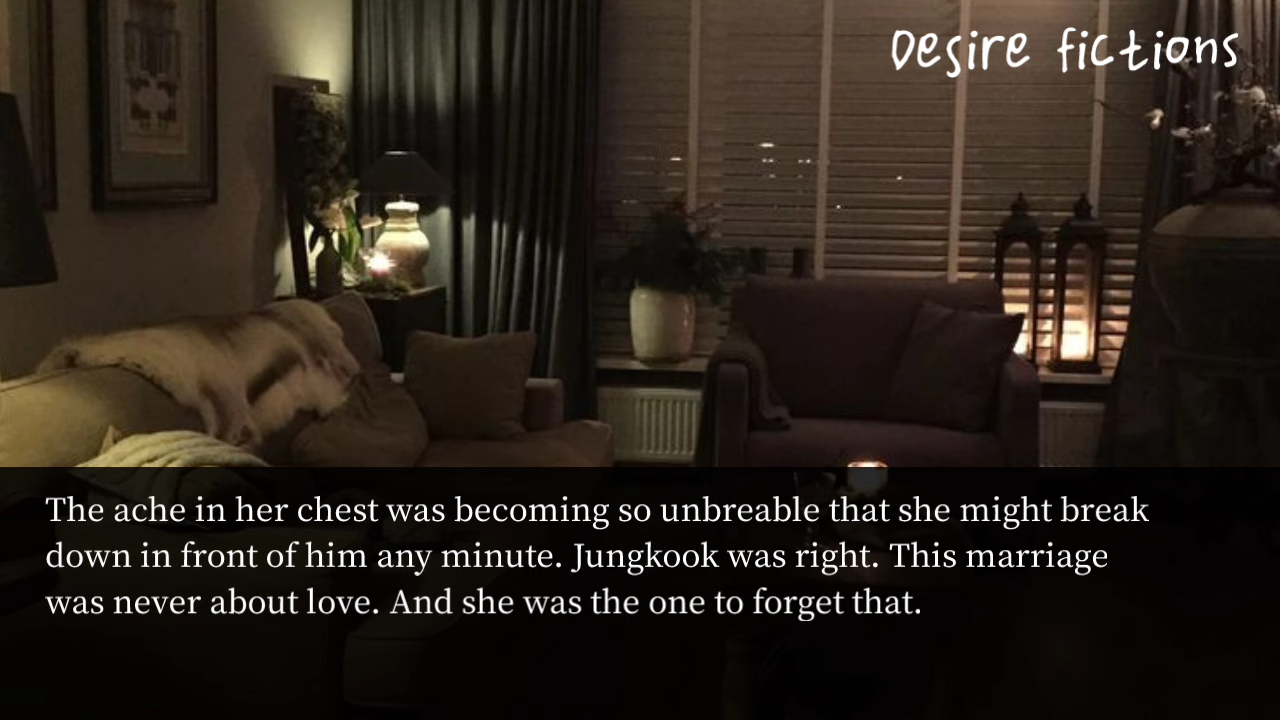 Desire fictions
The ache in her chest was becoming so unbreable that she might break
down in front of him any minute. Jungkook was right. This marriage
was never about love. And she was the one to forget that.